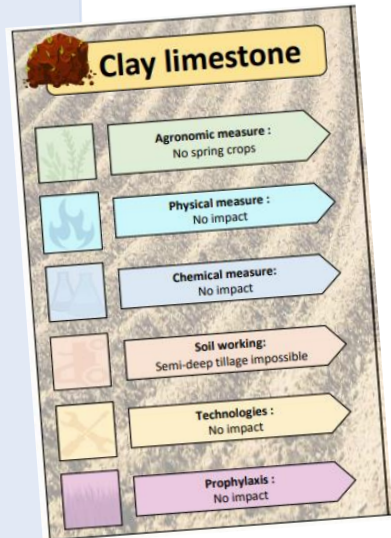 Clay limestone
Agronomic measure :
No spring crops
Physical measure :
No impact
Chemical measure:
No impact
Soil working:
Semi-deep tillage impossible
Technologies :
No impact
Prophylaxis :
No impact